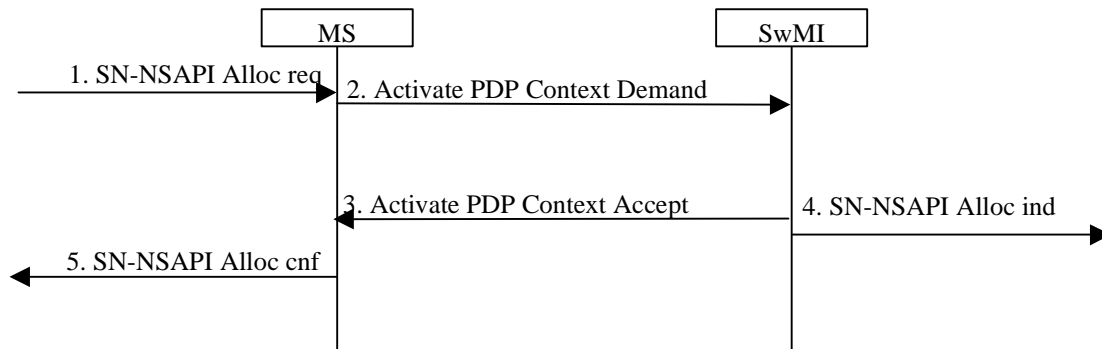 MS
SwMI
1. SN-NSAPI Alloc req
2. Activate PDP Context Demand
3. Activate PDP Context Accept
4. SN-NSAPI Alloc ind
5. SN-NSAPI Alloc cnf